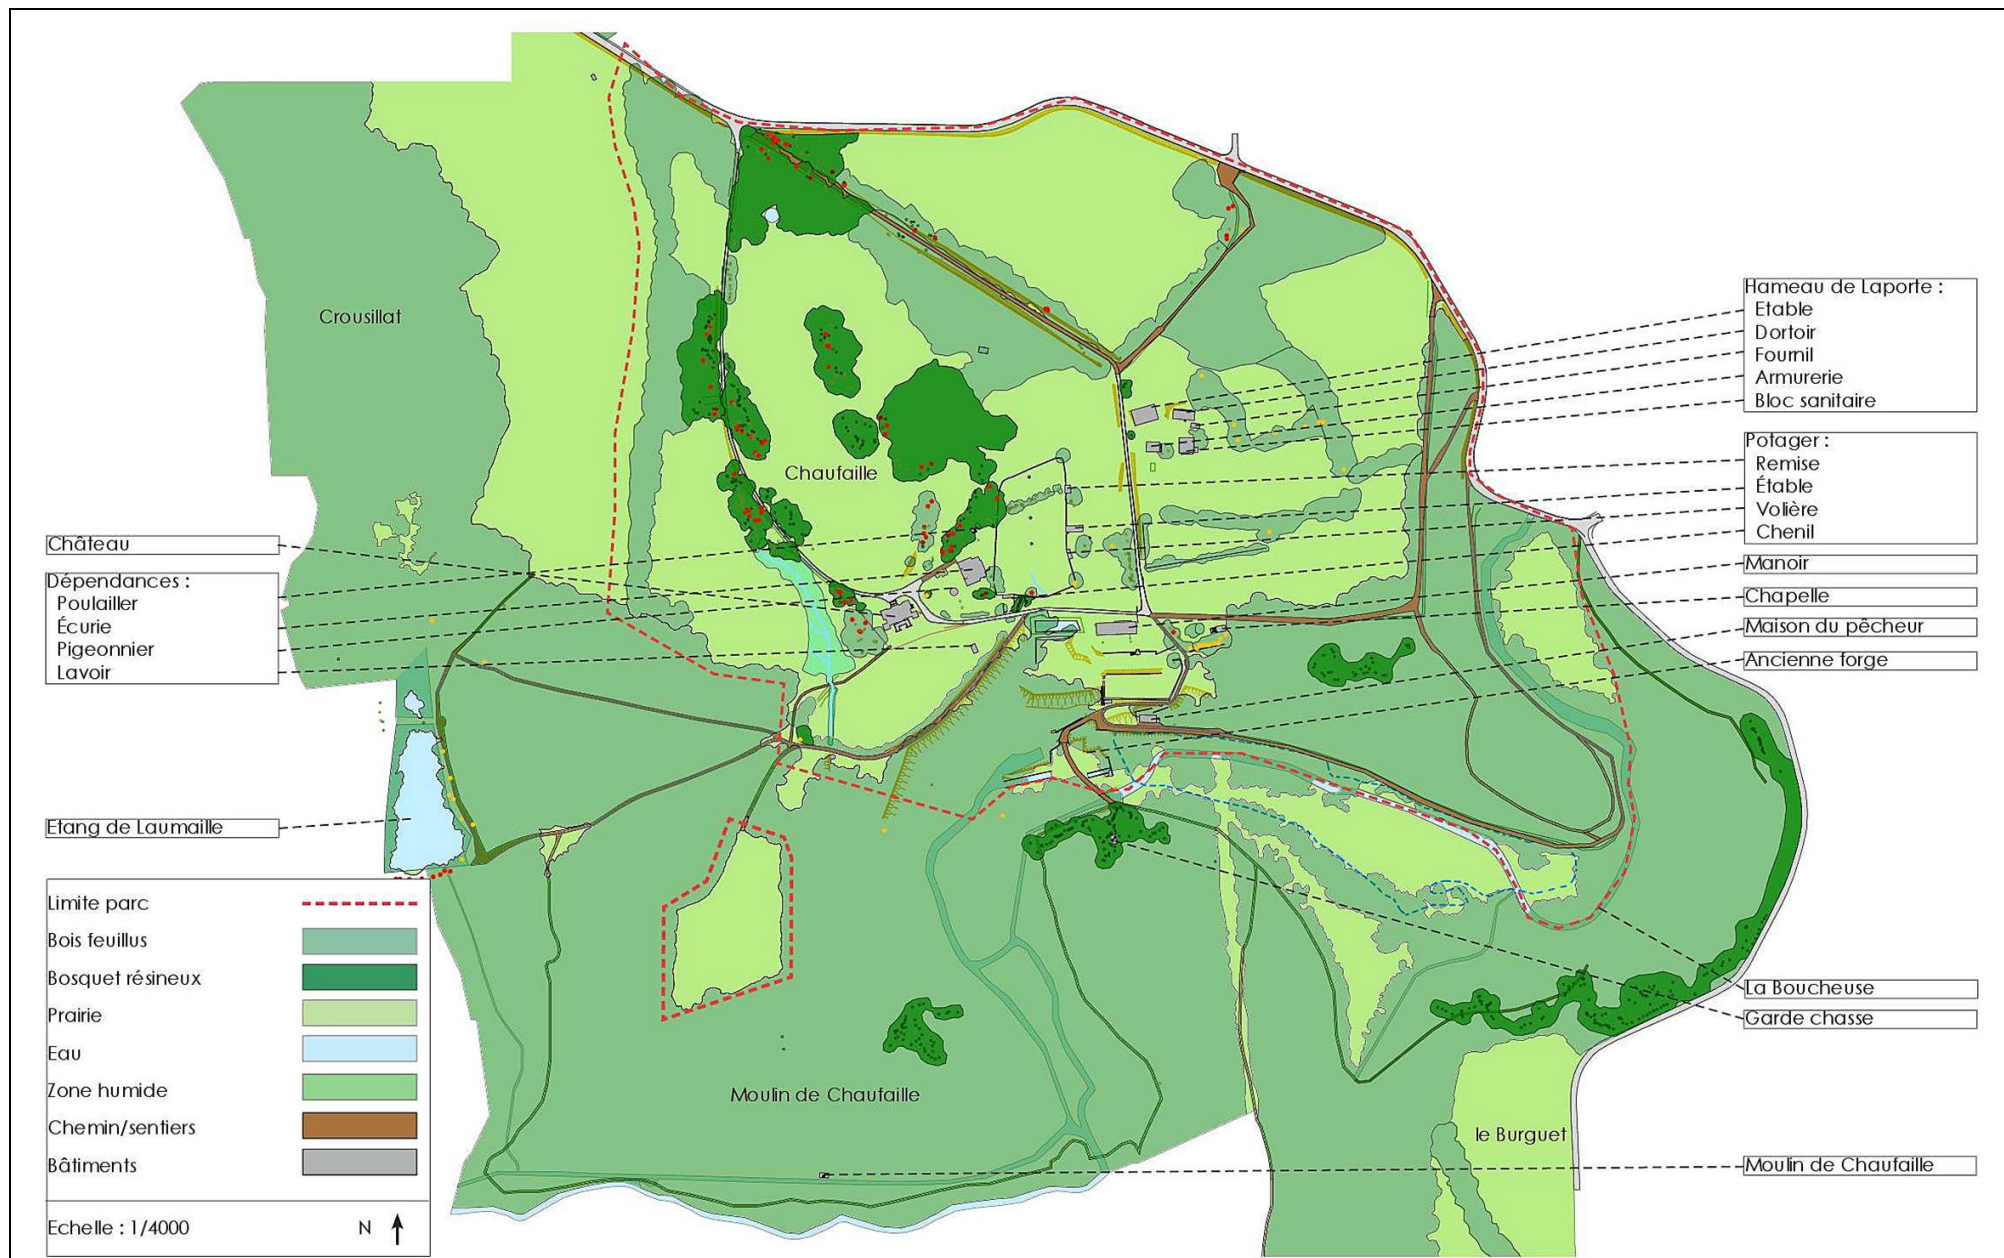 Crousillat
Chaufaille
Château
Dépendances :
Poulailler
Écurie
Pigeonnier
Lavoir
Etang de Laumaille
Limite parc
Bois feuillus
Bosquet résineux
Prairie
Eau
Zone humide
Chemin/sentiers
Bâtiments
Echelle : 1/4000
N
Hameau de Laporte :
Etable
Dortoir
Fournil
Armurerie
Bloc sanitaire
Potager :
Remise
Étable
Volière
Chenil
Manoir
Chapelle
Maison du pêcheur
Ancienne forge
La Boucheuse
Garde chasse
Moulin de Chaufaille
le Burguet
Moulin de Chaufaille